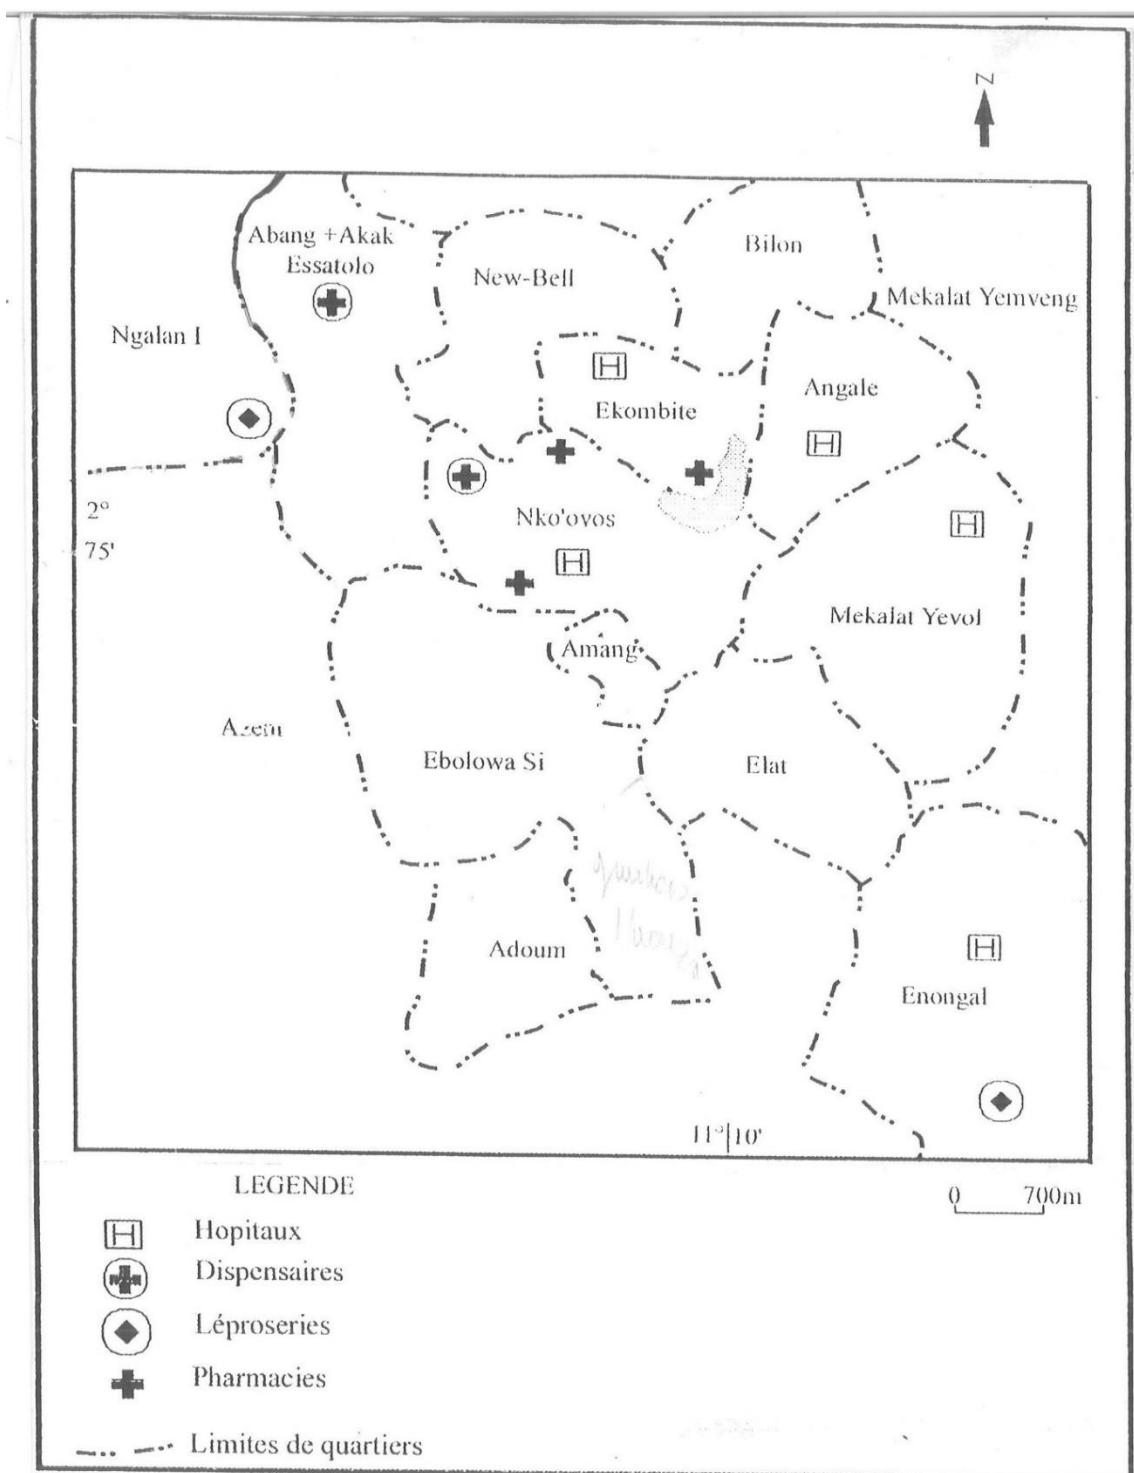 N
Abang +Akak
Essatolo
New-Bell
Bilon
Mekalat Yemveng
Ngalan I
Ekombite
Angale
2°
75'
Nko'ovos
Mekalat Yevol
Amang
Azem
Ebolowa Si
Elat
Adoum
Enongal
11° 10'
0 700m
LEGENDE
H Hopitaux
Dispensaires
Léproseries
Pharmacies
Limites de quartiers